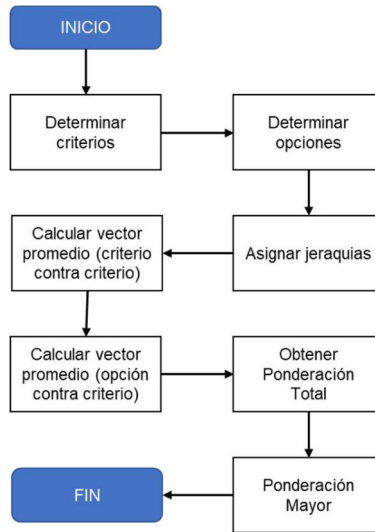 INICIO
Determinar
criterios
Determinar
opciones
Asignar jeraquias
Calcular vector
promedio (criterio
contra criterio)
Calcular vector
promedio (opción
contra criterio)
Obtener
Ponderación
Total
Ponderación
Mayor
FIN